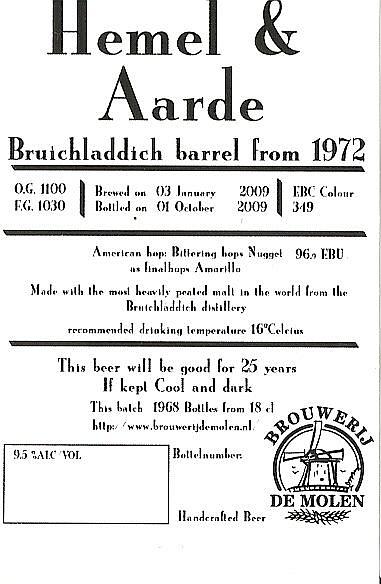 Hemel &
Aarde
Bruichladdich barrel from 1972
O.G. 1100
F.G. 1030
Brewed on 03 January 2009
Bottled on 01 October 2009
EBC Colour
349
American hop: Bittering hops Nugget 96,9 EBU
as finalhops Amarillo
Made with the most heavily peated malt in the world from the
Bruichladdich distillery
recommended drinking temperature 16°Celcius
This beer will be good for 25 years
If kept Cool and dark
This batch 1968 Bottles from 18 cl
http://www.brouwerijdemolen.nl/
9.5 %ALC/VOL
Bottelnumber:
Handcrafted Beer
BROUWERIJ
DE MOLEN